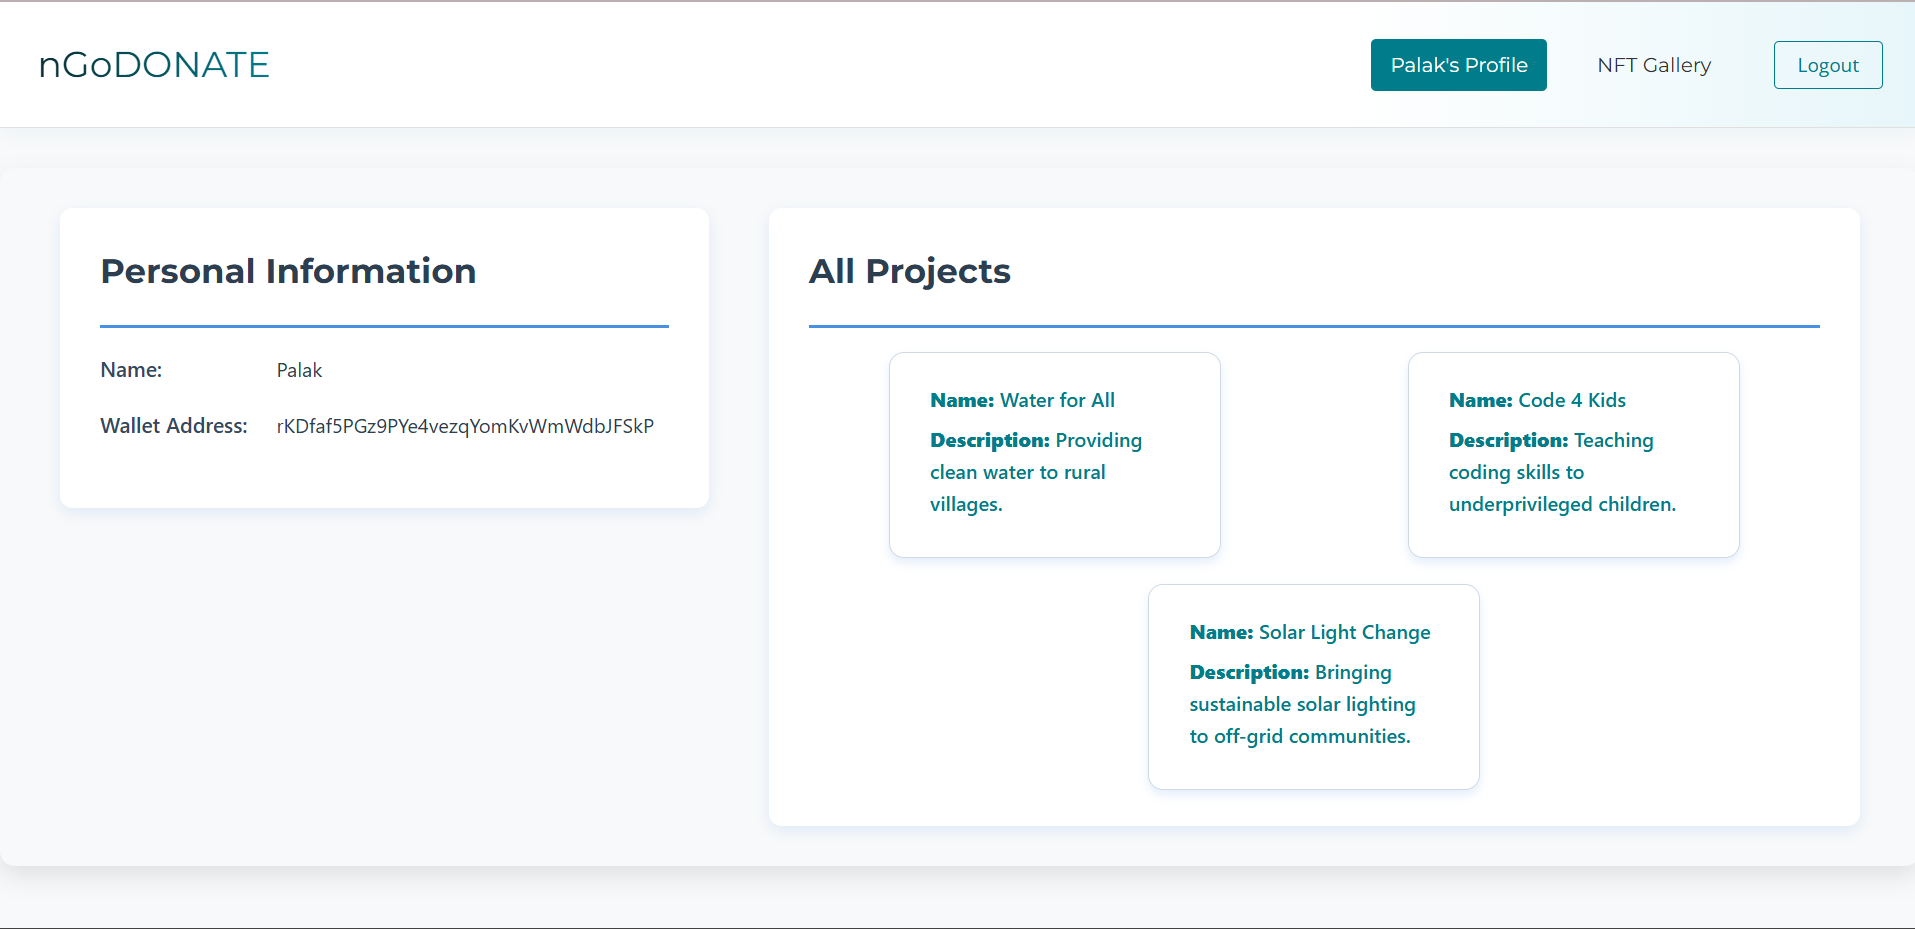 nGoDONATE
Palak's Profile
NFT Gallery
Logout
Personal Information
Name: Palak
Wallet Address: rKDfaf5PGz9PYe4vezqYomKvWmWdbJFSkP
All Projects
Name: Water for All
Description: Providing
clean water to rural
villages.
Name: Code 4 Kids
Description: Teaching
coding skills to
underprivileged children.
Name: Solar Light Change
Description: Bringing
sustainable solar lighting
to off-grid communities.